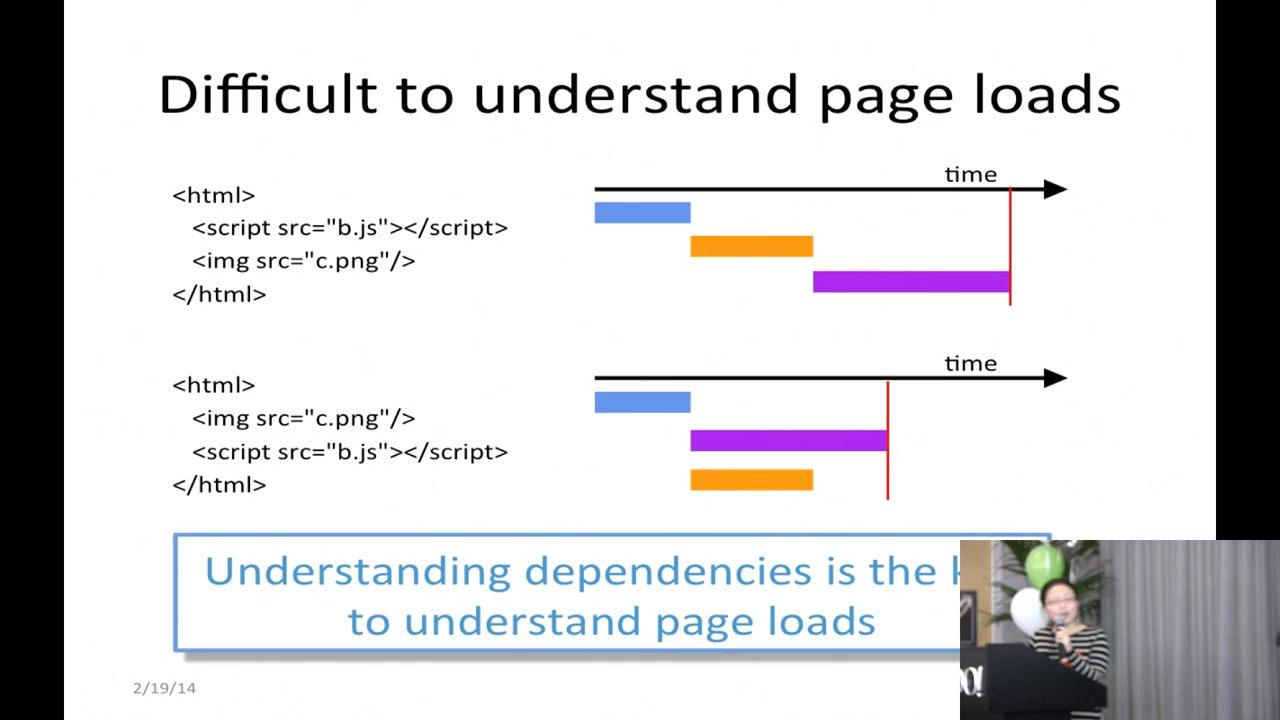 Difficult to understand page loads
<html>
<script src="b.js"></script>
<img src="c.png"/>
</html>
time
<html>
<img src="c.png"/>
<script src="b.js"></script>
</html>
time
Understanding dependencies is the
to understand page loads
2/19/14